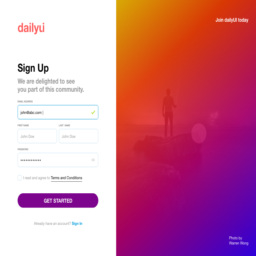 dailyui
Join dailyUI today
Sign Up
We are delighted to see
you part of this community.
EMAIL ADDRESS
john@abc.com
FIRST NAME
LAST NAME
John Doe
John Doe
PASSWORD
I read and agree to Terms and Conditions
GET STARTED
Already have an account? Sign in
Photo by
Warren Wong